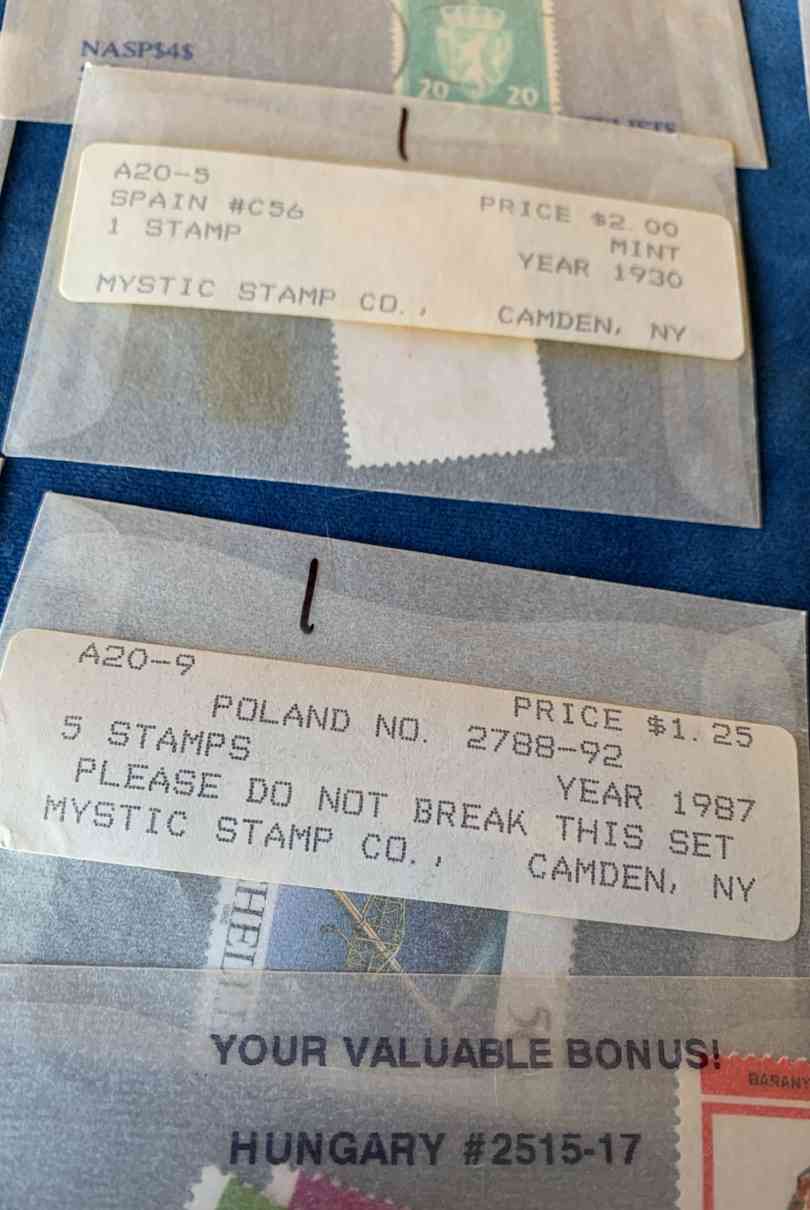 NASP$4$
20 20
A20-5
SPAIN #C56 PRICE $2.00
1 STAMP MINT
YEAR 1930
MYSTIC STAMP CO., CAMDEN, NY
A20-9
PRICE $1.25
POLAND NO. 2788-92
5 STAMPS YEAR 1987
PLEASE DO NOT BREAK THIS SET
MYSTIC STAMP CO., CAMDEN, NY
YOUR VALUABLE BONUS!
BARANY
HUNGARY #2515-17